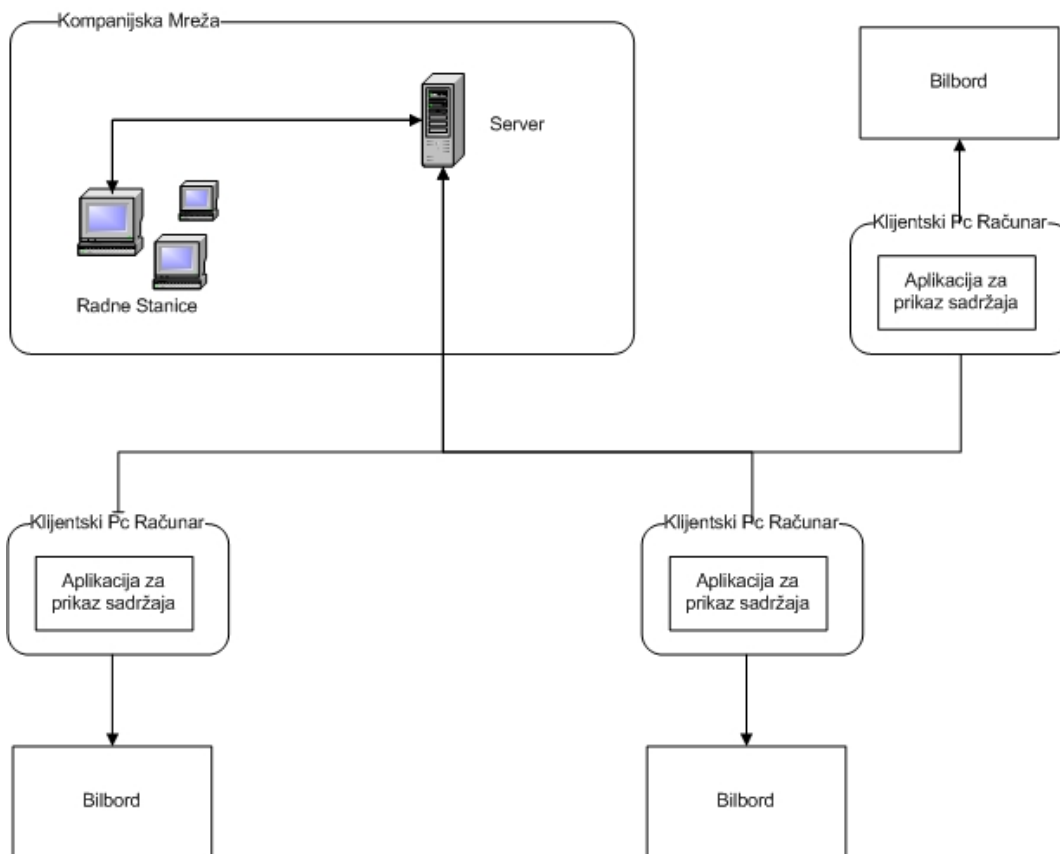 Kompanijska Mreža
Bilbord
Server
Radne Stanice
Klijentski Pc Računar
Aplikacija za
prikaz sadržaja
Klijentski Pc Računar
Aplikacija za
prikaz sadržaja
Klijentski Pc Računar
Aplikacija za
prikaz sadržaja
Bilbord
Bilbord